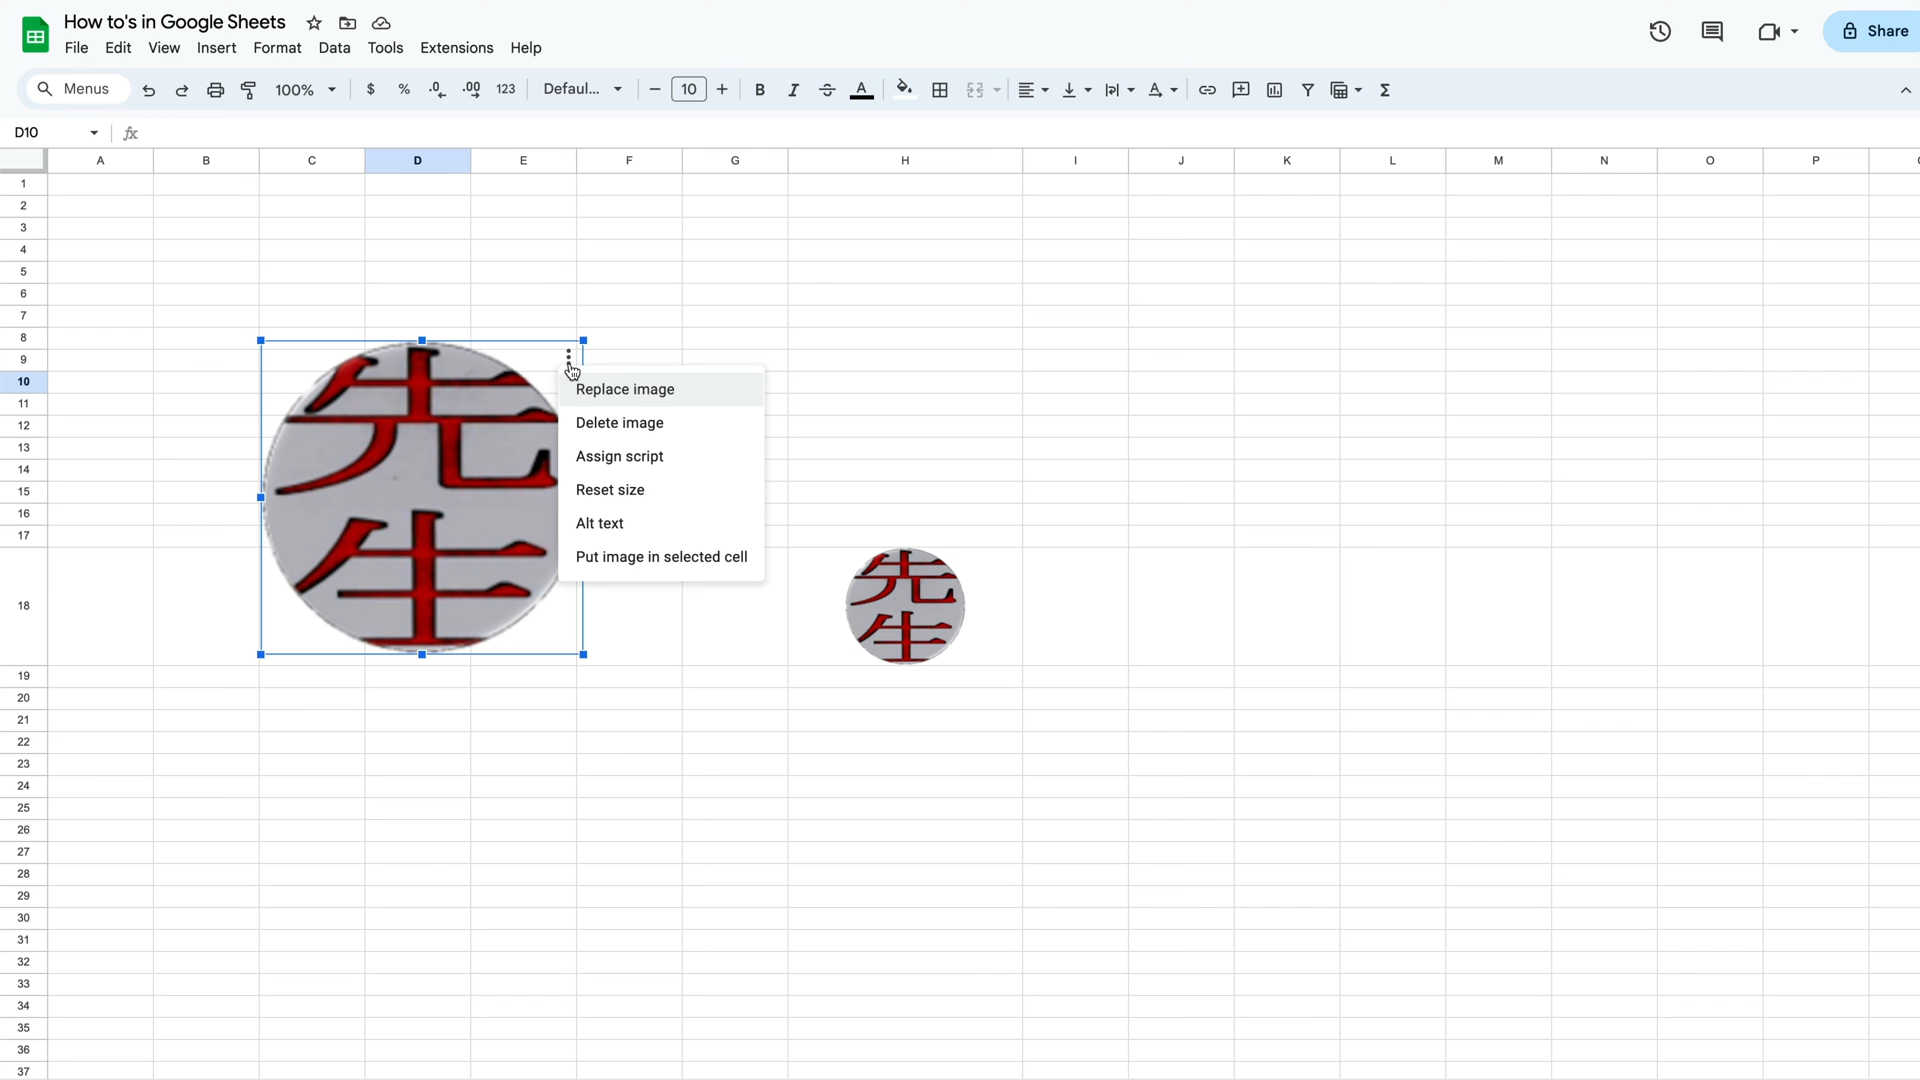 How to's in Google Sheets
File Edit View Insert Format Data Tools Extensions Help
Share
Menus 100% $ % .0 .00 123 Defaul... 10 B I S A Σ
D10 fx
A B C D E F G H I J K L M N O P
1
2
3
4
5
6
7
8
9
10
11
12
13
14
15
16
17
18
19
20
21
22
23
24
25
26
27
28
29
30
31
32
33
34
35
36
37
先
生
Replace image
Delete image
Assign script
Reset size
Alt text
Put image in selected cell
先
生